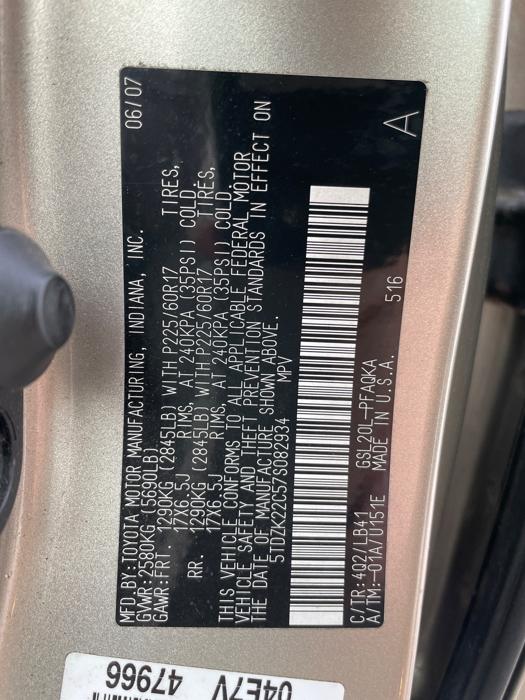 MFD.BY:TOYOTA MOTOR MANUFACTURING, INDIANA, INC. 06/07
GVWR:2580KG (5690LB)
GAWR:FRT. 1290KG (2845LB) WITH P225/60R17 TIRES,
17X6.5J RIMS, AT 240KPA (35PSI) COLD.
RR. 1290KG (2845LB) WITH P225/60R17 TIRES,
17X6.5J RIMS, AT 240KPA (35PSI) COLD.
THIS VEHICLE CONFORMS TO ALL APPLICABLE FEDERAL MOTOR
VEHICLE SAFETY AND THEFT PREVENTION STANDARDS IN EFFECT ON
THE DATE OF MANUFACTURE SHOWN ABOVE.
5TDZK22C57S082934 MPV
C/TR:4Q2/LB41 GSL20L-PFAQKA
A/TM:-01A/U151E MADE IN U.S.A. 516
A
47966
04E7V